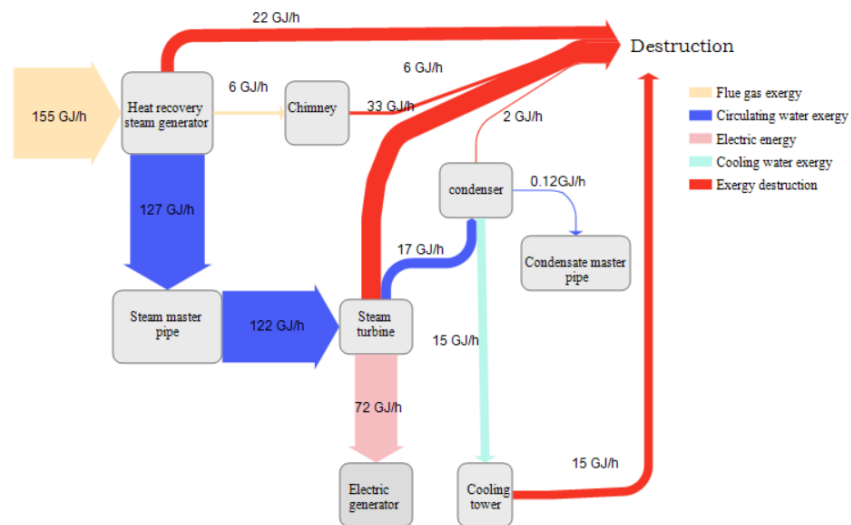 22 GJ/h
Destruction
155 GJ/h
Heat recovery
steam generator
6 GJ/h
Chimney
6 GJ/h
33 GJ/h
2 GJ/h
Flue gas exergy
Circulating water exergy
Electric energy
Cooling water exergy
Exergy destruction
127 GJ/h
condenser
0.12GJ/h
17 GJ/h
Condensate master
pipe
Steam master
pipe
122 GJ/h
Steam
turbine
15 GJ/h
72 GJ/h
15 GJ/h
Electric
generator
Cooling
tower